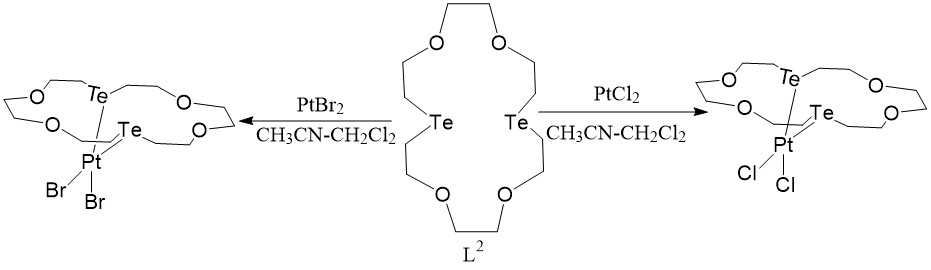 O O
O Te O
O Te O
Pt
Br
Br
PtBr2
CH3CN-CH2Cl2
O O
Te Te
O O
L2
PtCl2
CH3CN-CH2Cl2
O Te O
O Te O
Pt
Cl
Cl